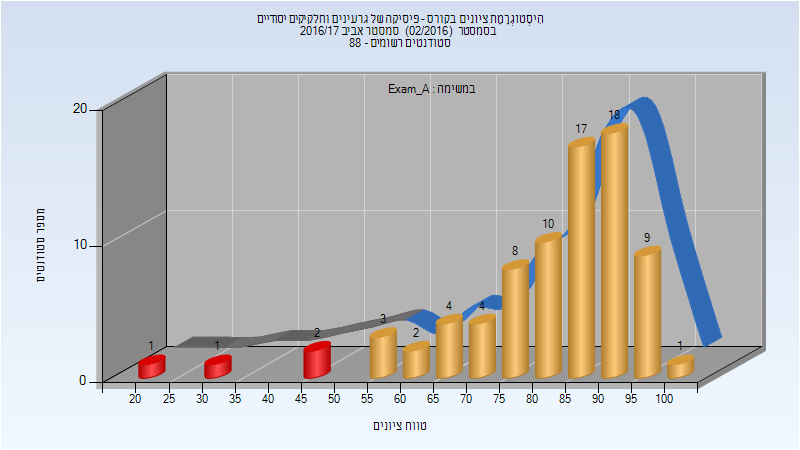 היסטוגרמת ציונים בקורס - פיסיקה של גרעינים וחלקיקים יסודיים
בסמסטר (02/2016) סמסטר אביב 2016/17
סטודנטים רשומים - 88
במשימה : Exam_A
מספר סטודנטים
20
10
0
1 1 2 3 2 4 4 8 10 17 18 9 1
20 25 30 35 40 45 50 55 60 65 70 75 80 85 90 95 100
טווח ציונים